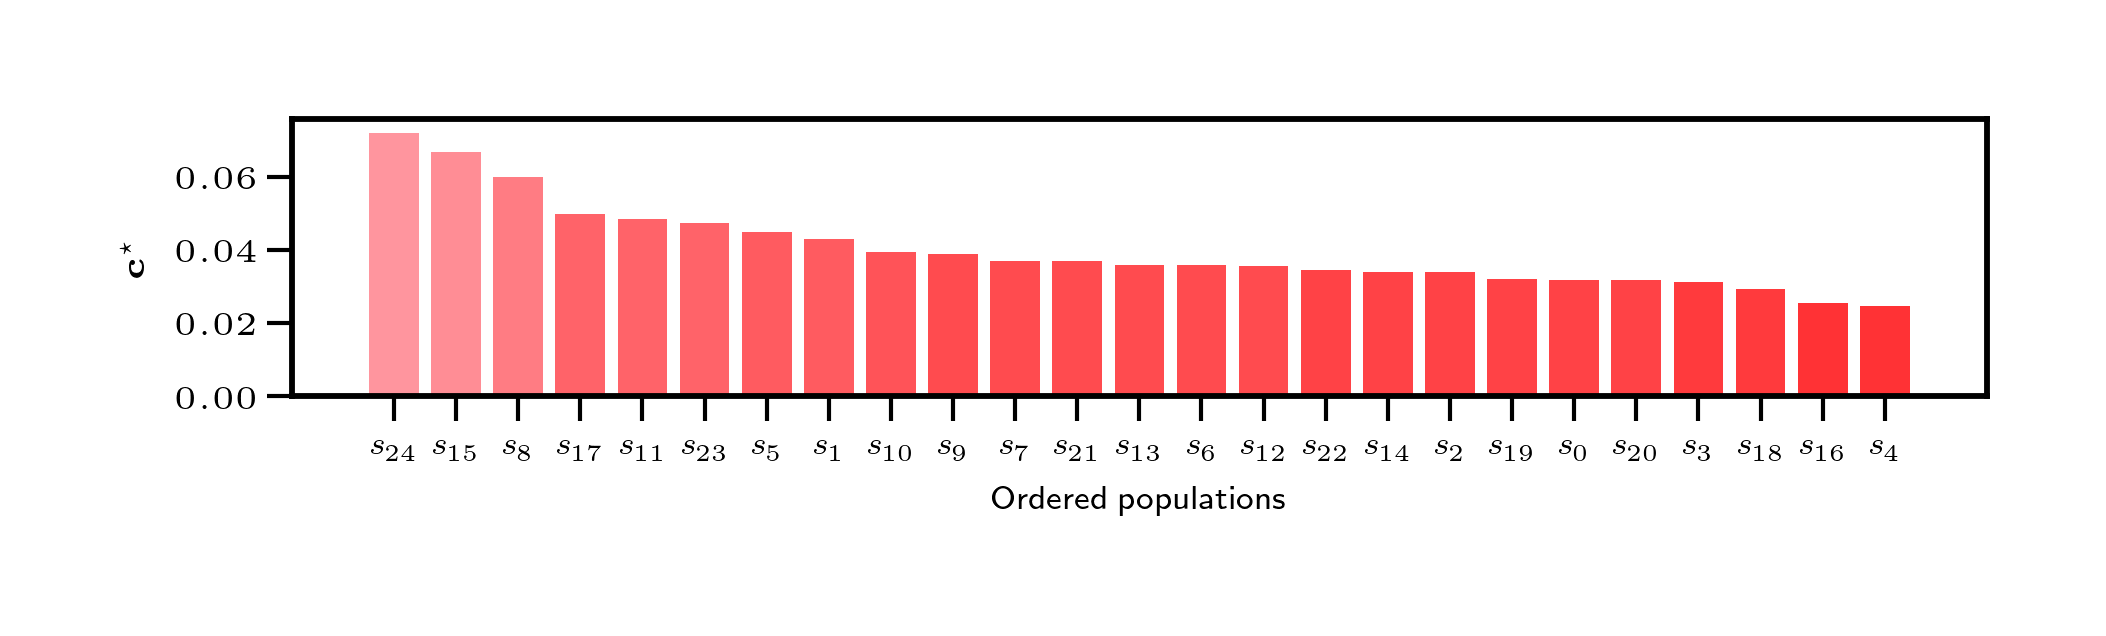 c⋆
0.06
0.04
0.02
0.00
s₂₄ s₁₅ s₈ s₁₇ s₁₁ s₂₃ s₅ s₁ s₁₀ s₉ s₇ s₂₁ s₁₃ s₆ s₁₂ s₂₂ s₁₄ s₂ s₁₉ s₀ s₂₀ s₃ s₁₈ s₁₆ s₄
Ordered populations